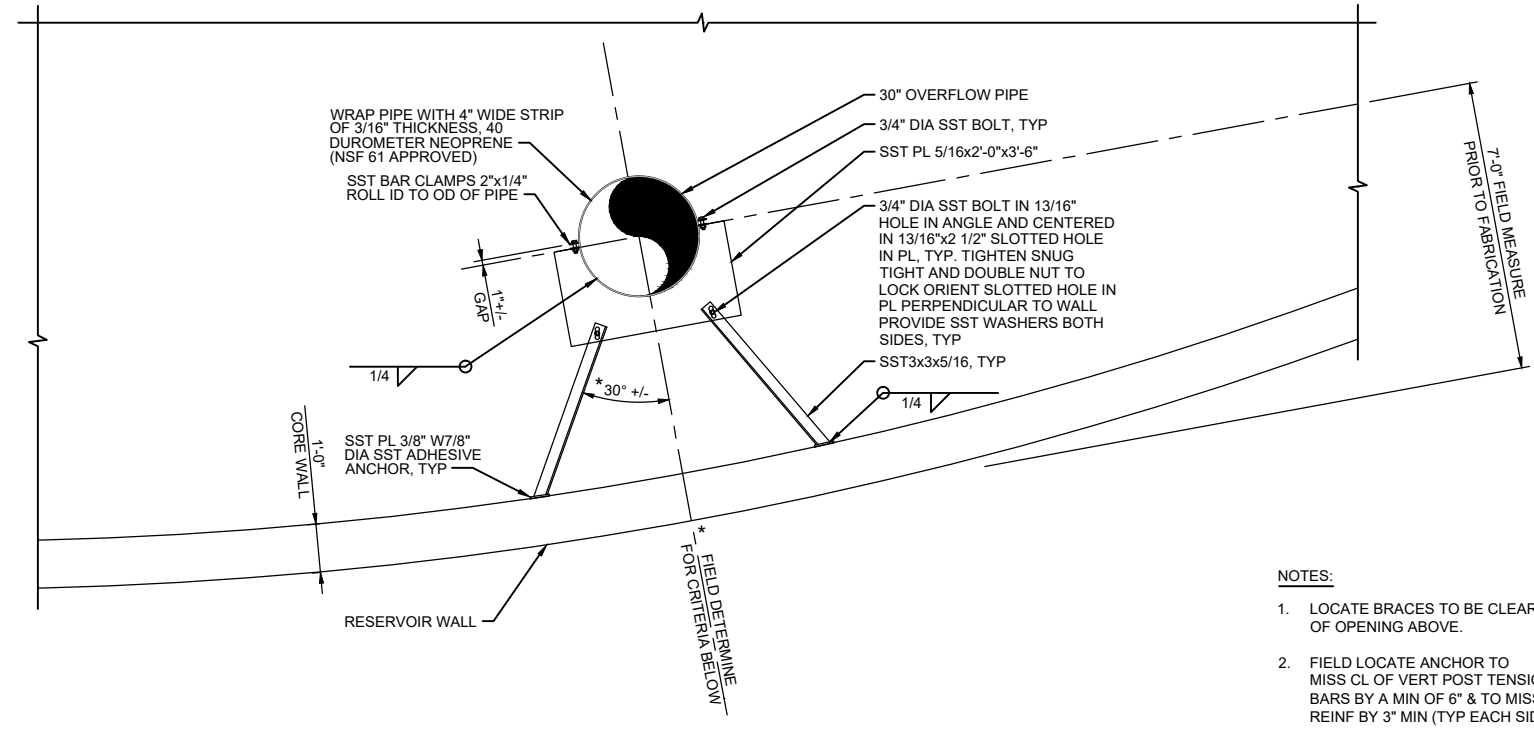 WRAP PIPE WITH 4" WIDE STRIP
OF 3/16" THICKNESS, 40
DUROMETER NEOPRENE
(NSF 61 APPROVED)
SST BAR CLAMPS 2"x1/4"
ROLL ID TO OD OF PIPE
1"+/-
GAP
1/4
SST PL 3/8" W7/8"
DIA SST ADHESIVE
ANCHOR, TYP
1'-0"
CORE WALL
RESERVOIR WALL
*30° +/-
30" OVERFLOW PIPE
3/4" DIA SST BOLT, TYP
SST PL 5/16x2'-0"x3'-6"
3/4" DIA SST BOLT IN 13/16"
HOLE IN ANGLE AND CENTERED
IN 13/16"x2 1/2" SLOTTED HOLE
IN PL, TYP. TIGHTEN SNUG
TIGHT AND DOUBLE NUT TO
LOCK ORIENT SLOTTED HOLE IN
PL PERPENDICULAR TO WALL
PROVIDE SST WASHERS BOTH
SIDES, TYP
SST3x3x5/16, TYP
1/4
7'-0" FIELD MEASURE
PRIOR TO FABRICATION
* FIELD DETERMINE
FOR CRITERIA BELOW
NOTES:
1. LOCATE BRACES TO BE CLEAR
OF OPENING ABOVE.
2. FIELD LOCATE ANCHOR TO
MISS CL OF VERT POST
BARS BY A MIN OF 6" & TO
REINF BY 3" MIN (TYP EACH